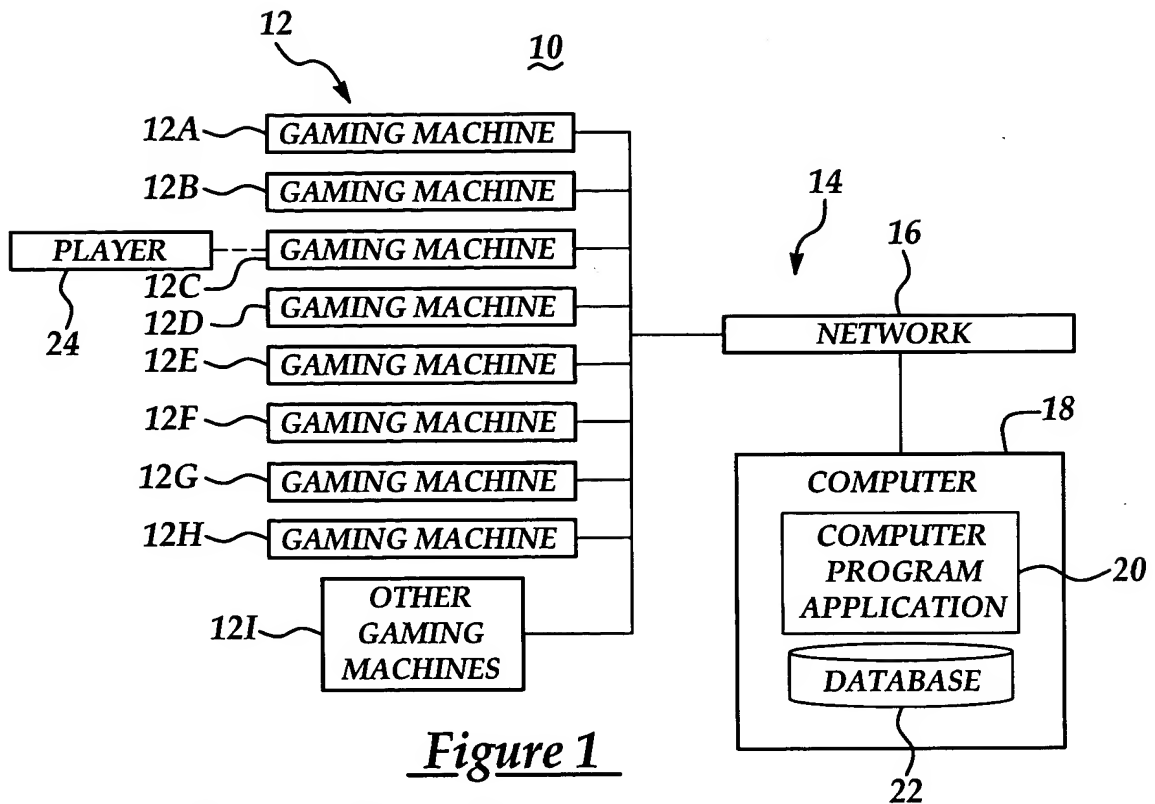 12
10
12A
GAMING MACHINE
12B
GAMING MACHINE
PLAYER
GAMING MACHINE
12C
24
12D
GAMING MACHINE
12E
GAMING MACHINE
12F
GAMING MACHINE
12G
GAMING MACHINE
12H
GAMING MACHINE
12I
OTHER
GAMING
MACHINES
14
16
NETWORK
18
COMPUTER
COMPUTER
PROGRAM
APPLICATION
20
DATABASE
22
Figure 1